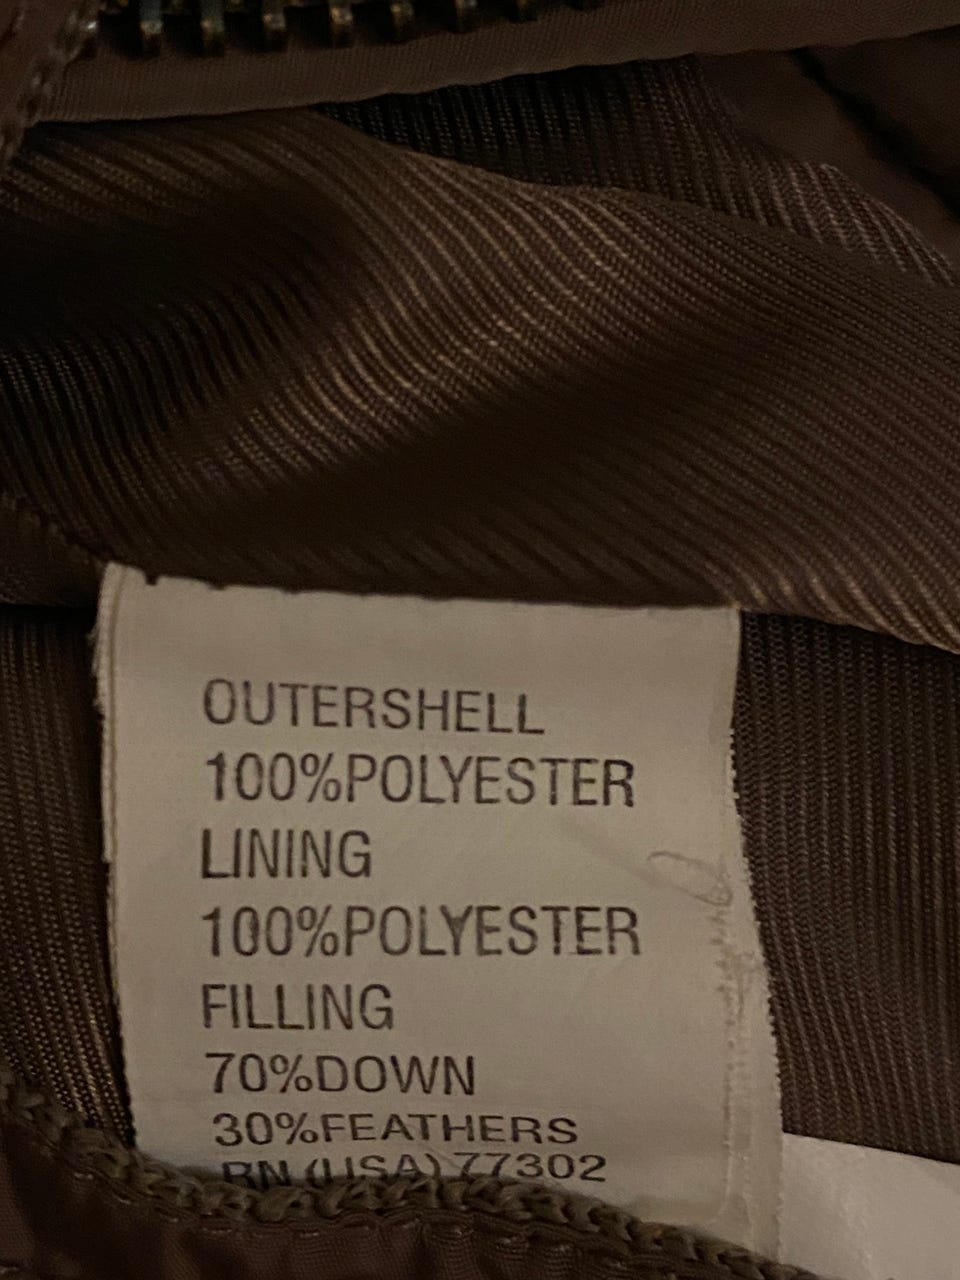 OUTERSHELL
100%POLYESTER
LINING
100%POLYESTER
FILLING
70%DOWN
30%FEATHERS
RN (USA) 77302